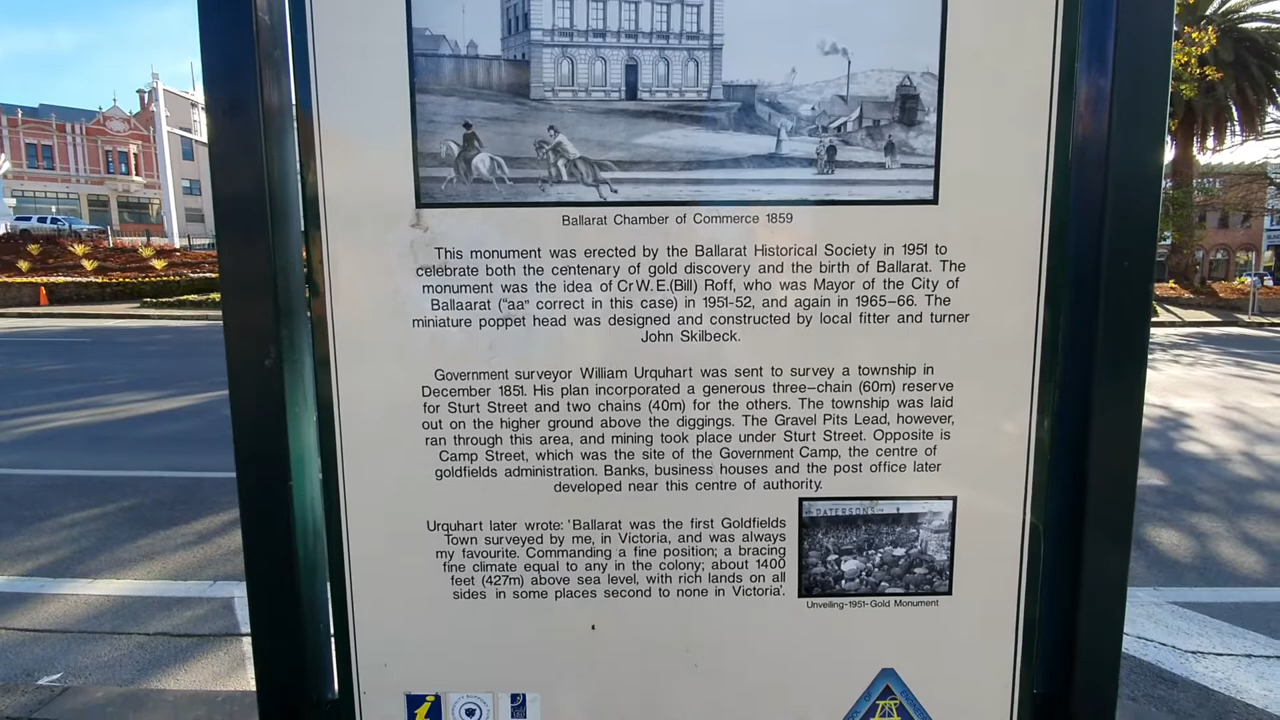 Ballarat Chamber of Commerce 1859
This monument was erected by the Ballarat Historical Society in 1951 to
celebrate both the centenary of gold discovery and the birth of Ballarat. The
monument was the idea of Cr W. E.(Bill) Roff, who was Mayor of the City of
Ballaarat ("aa" correct in this case) in 1951-52, and again in 1965–66. The
miniature poppet head was designed and constructed by local fitter and turner
John Skilbeck.
Government surveyor William Urquhart was sent to survey a township in
December 1851. His plan incorporated a generous three–chain (60m) reserve
for Sturt Street and two chains (40m) for the others. The township was laid
out on the higher ground above the diggings. The Gravel Pits Lead, however,
ran through this area, and mining took place under Sturt Street. Opposite is
Camp Street, which was the site of the Government Camp, the centre of
goldfields administration. Banks, business houses and the post office later
developed near this centre of authority.
Urquhart later wrote: 'Ballarat was the first Goldfields
Town surveyed by me, in Victoria, and was always
my favourite. Commanding a fine position; a bracing
fine climate equal to any in the colony; about 1400
feet (427m) above sea level, with rich lands on all
sides in some places second to none in Victoria'.
PATERSONS
Unveiling-1951-Gold Monument
i